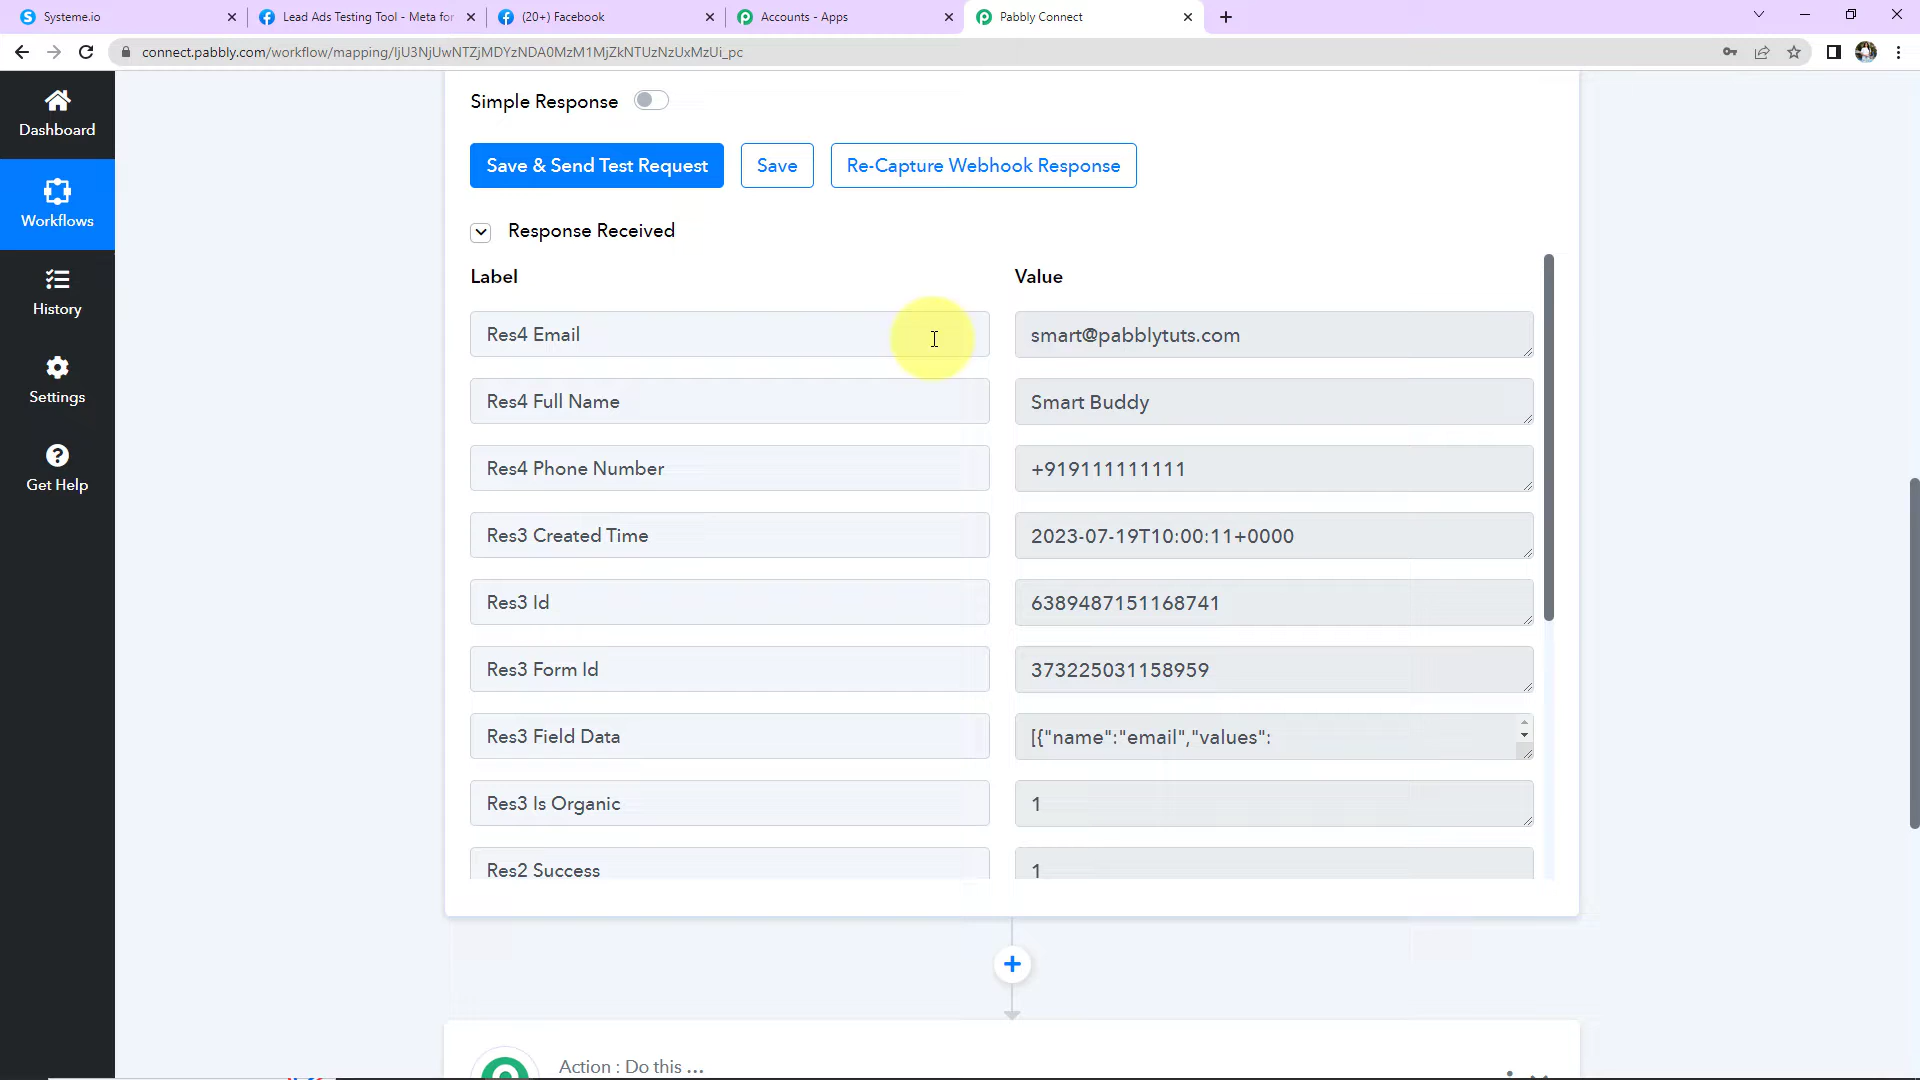 Systeme.io
Lead Ads Testing Tool - Meta for
(20+) Facebook
Accounts - Apps
Pabbly Connect
connect.pabbly.com/workflow/mapping/IjU3NjUwNTZjMDYzNDA0MzM1MjZkNTUzNzUxMzUi_pc
Dashboard
Workflows
History
Settings
Get Help
Simple Response
Save & Send Test Request
Save
Re-Capture Webhook Response
Response Received
Label
Value
Res4 Email
smart@pabblytuts.com
Res4 Full Name
Smart Buddy
Res4 Phone Number
+919111111111
Res3 Created Time
2023-07-19T10:00:11+0000
Res3 Id
6389487151168741
Res3 Form Id
373225031158959
Res3 Field Data
[{"name":"email","values":
Res3 Is Organic
1
Res2 Success
1
Action : Do this ...